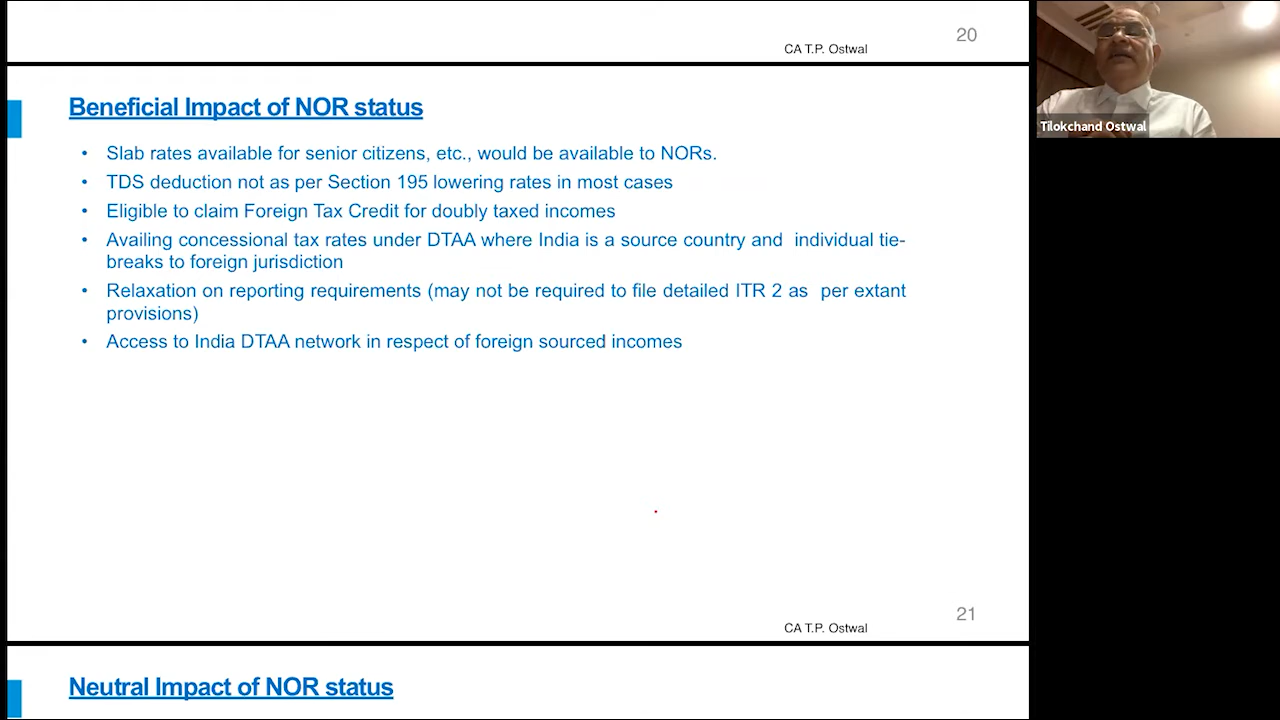 20
CA T.P. Ostwal
Beneficial Impact of NOR status
• Slab rates available for senior citizens, etc., would be available to NORs.
• TDS deduction not as per Section 195 lowering rates in most cases
• Eligible to claim Foreign Tax Credit for doubly taxed incomes
• Availing concessional tax rates under DTAA where India is a source country and individual tie-
breaks to foreign jurisdiction
• Relaxation on reporting requirements (may not be required to file detailed ITR 2 as per extant
provisions)
• Access to India DTAA network in respect of foreign sourced incomes
21
CA T.P. Ostwal
Neutral Impact of NOR status
Tilokchand Ostwal